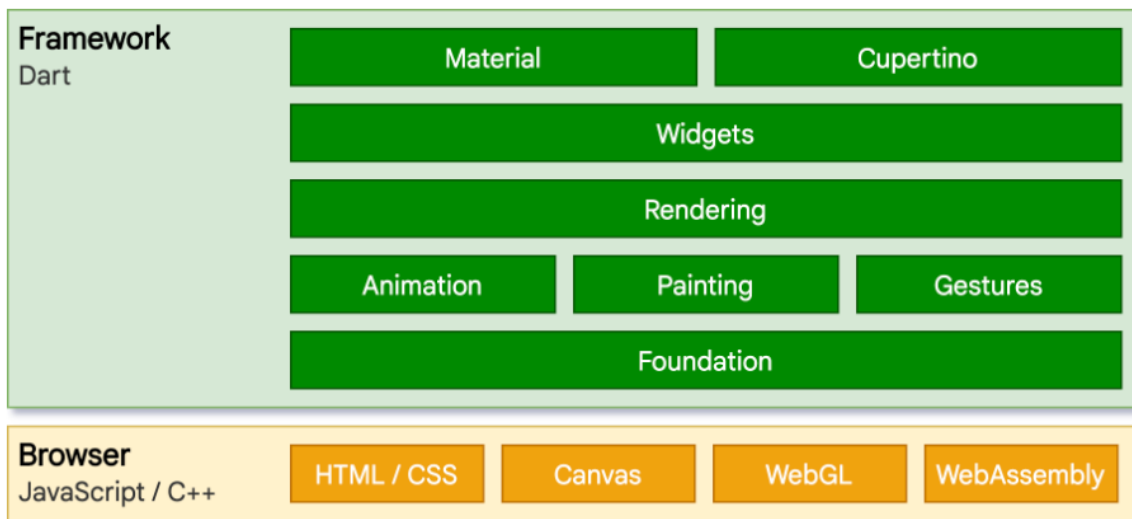 Framework
Dart
Material
Cupertino
Widgets
Rendering
Animation
Painting
Gestures
Foundation
Browser
JavaScript / C++
HTML / CSS
Canvas
WebGL
WebAssembly